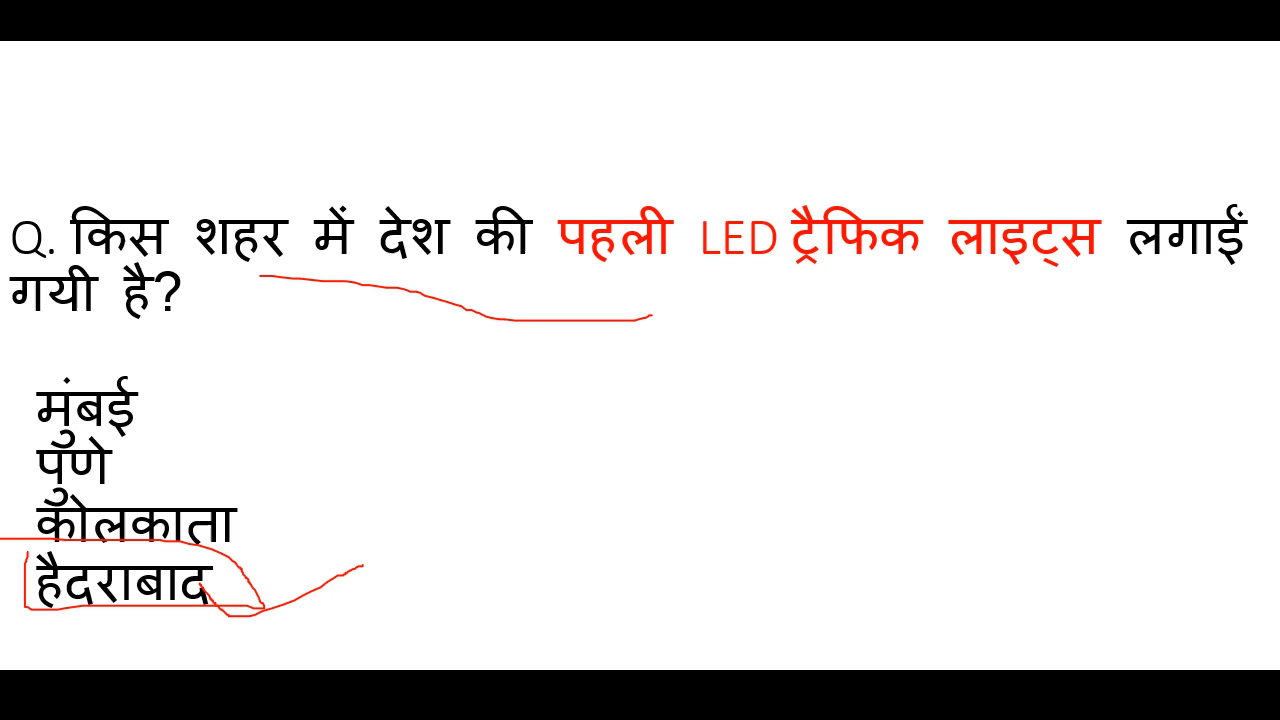 Q. किस शहर में देश की पहली LED ट्रैफिक लाइट्स लगाईं
गयी है?
मुंबई
पुणे
कोलकाता
हैदराबाद